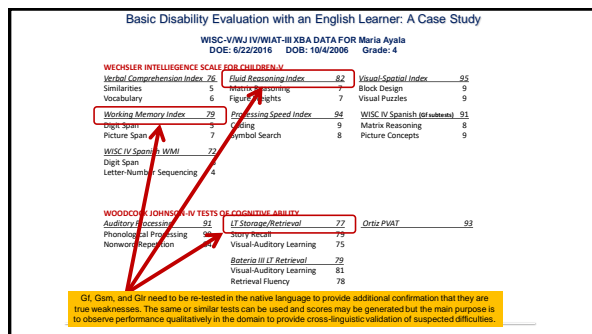 Basic Disability Evaluation with an English Learner: A Case Study
WISC-V/WJ IV/WIAT-III XBA DATA FOR Maria Ayala
DOE: 6/22/2016 DOB: 10/4/2006 Grade: 4
WECHSLER INTELLIEGENCE SCALE FOR CHILDREN-V
Verbal Comprehension Index 76 Fluid Reasoning Index 82 Visual-Spatial Index 95
Similarities 5 Matrix Reasoning 7 Block Design 9
Vocabulary 6 Figure Weights 7 Visual Puzzles 9
Working Memory Index 79 Processing Speed Index 94 WISC IV Spanish (Gf subtests) 91
Digit Span 5 Coding 9 Matrix Reasoning 8
Picture Span 7 Symbol Search 8 Picture Concepts 9
WISC IV Spanish WMI 72
Digit Span
Letter-Number Sequencing 4
WOODCOCK JOHNSON-IV TESTS OF COGNITIVE ABILITY
Auditory Processing 91 LT Storage/Retrieval 77 Ortiz PVAT 93
Phonological Processing Story Recall 79
Nonword Repetition Visual-Auditory Learning 75
Bateria III LT Retrieval 79
Visual-Auditory Learning 81
Retrieval Fluency 78
Gf, Gsm, and Glr need to be re-tested in the native language to provide additional confirmation that they are
true weaknesses. The same or similar tests can be used and scores may be generated but the main purpose is
to observe performance qualitatively in the domain to provide cross-linguistic validation of suspected difficulties.